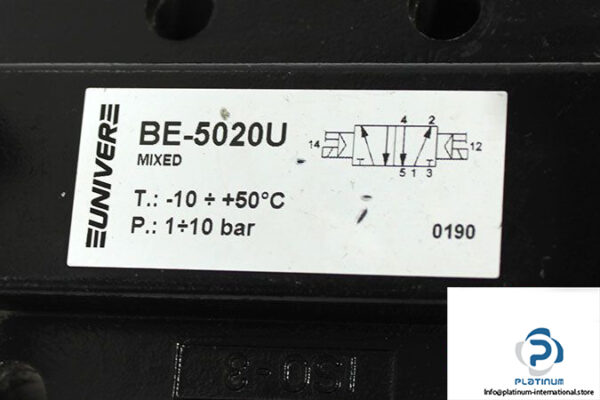 UNIVER
BE-5020U
MIXED
T.: -10 ÷ +50°C
P.: 1÷10 bar
4 2
14 12
5 1 3
0190
ISO-3
PLATINUM
Info@platinum-international.store